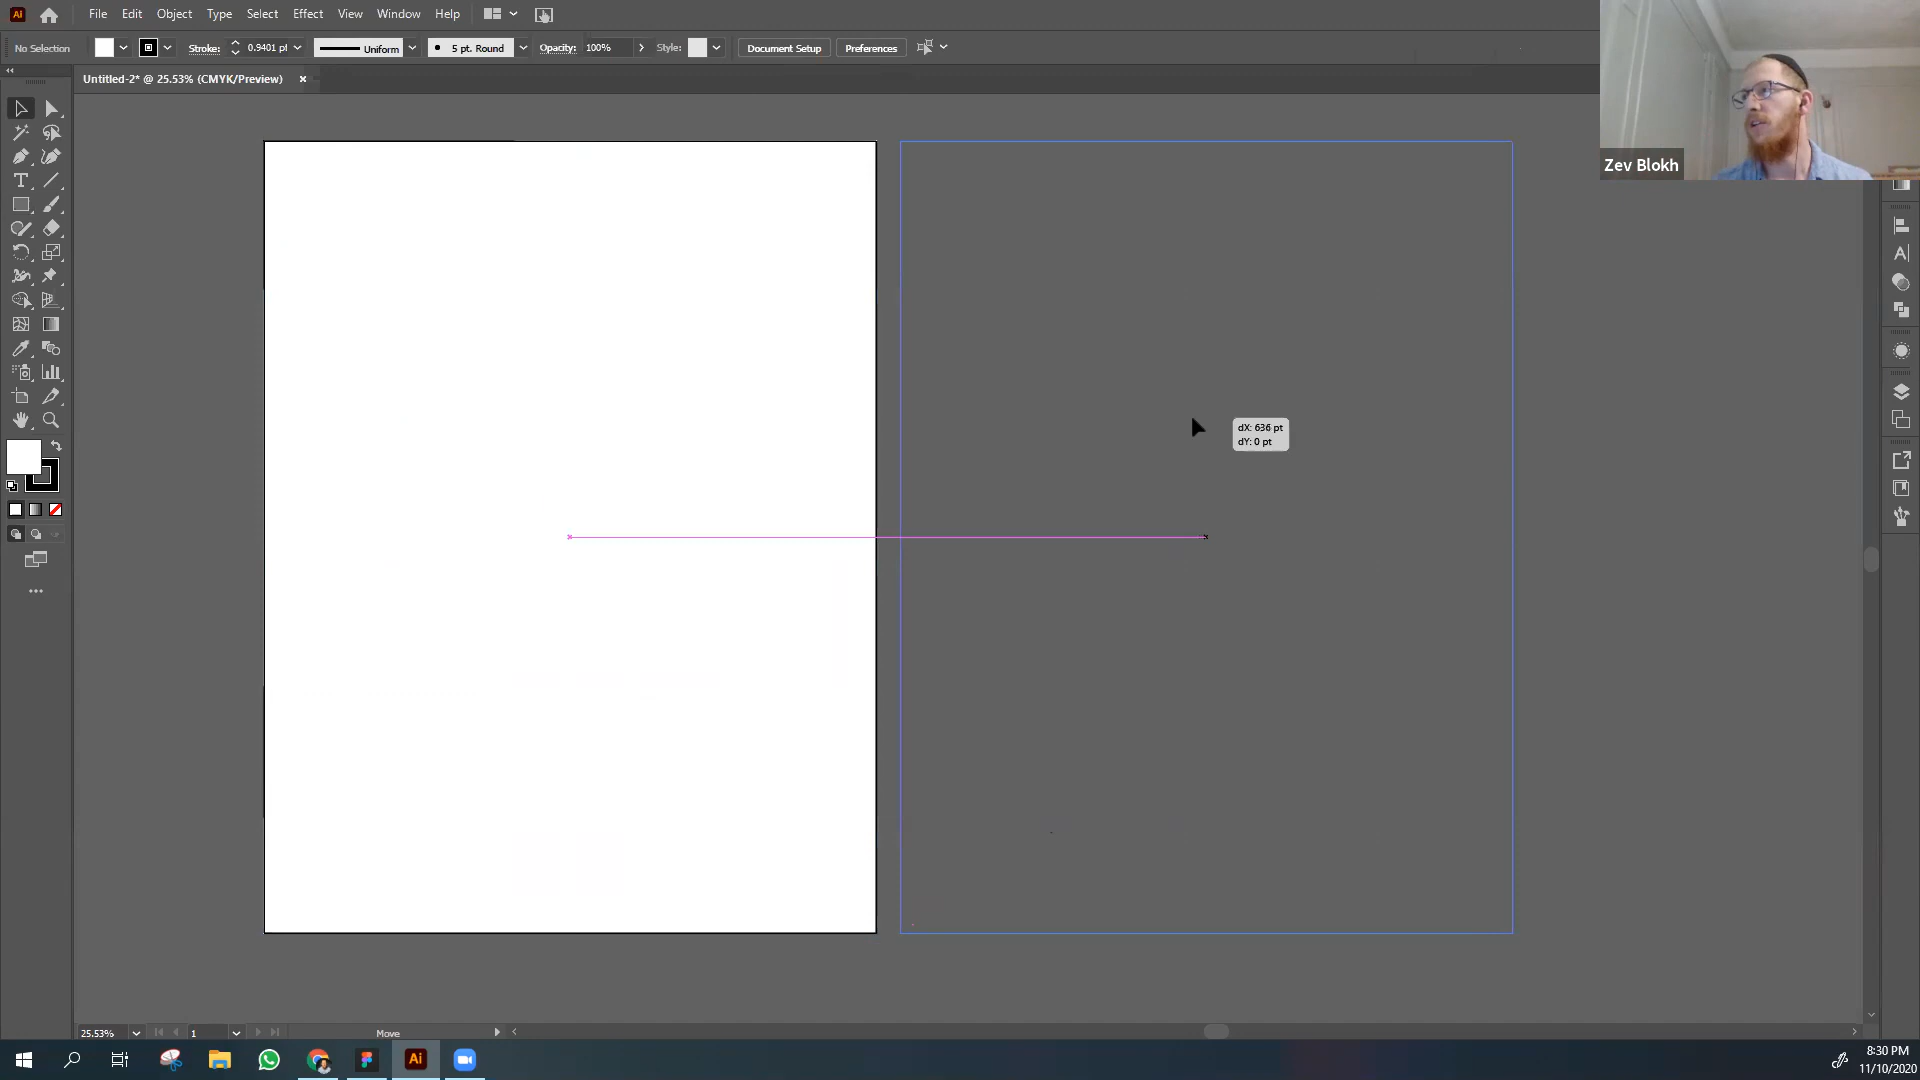 Ai File Edit Object Type Select Effect View Window Help
No Selection Stroke: 0.9401 pt Uniform 5 pt. Round Opacity: 100% Style: Document Setup Preferences
Untitled-2* @ 25.53% (CMYK/Preview) ×
Zev Blokh
dX: 636 pt
dY: 0 pt
25.53% 1 Move
Ai
8:30 PM
11/10/2020